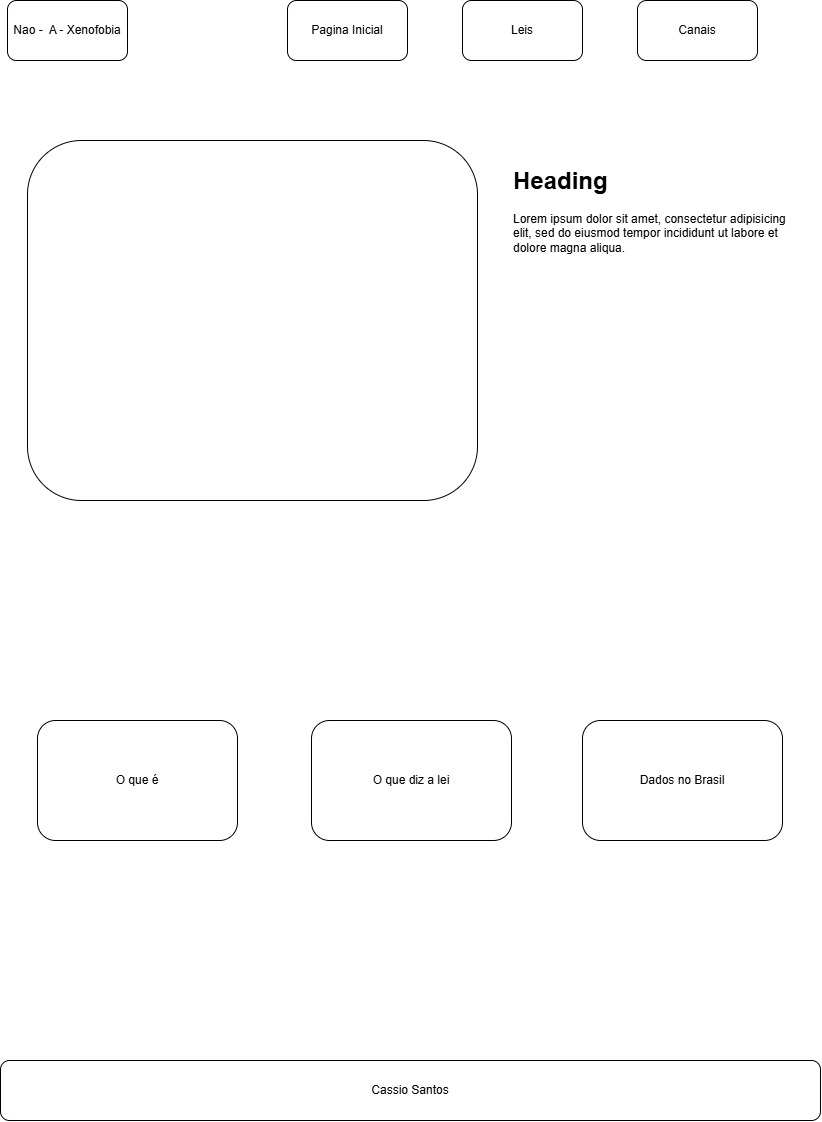 Nao -  A - Xenofobia
Pagina Inicial
Leis
Canais
Heading
Lorem ipsum dolor sit amet, consectetur adipisicing
elit, sed do eiusmod tempor incididunt ut labore et
dolore magna aliqua.
O que é
O que diz a lei
Dados no Brasil
Cassio Santos